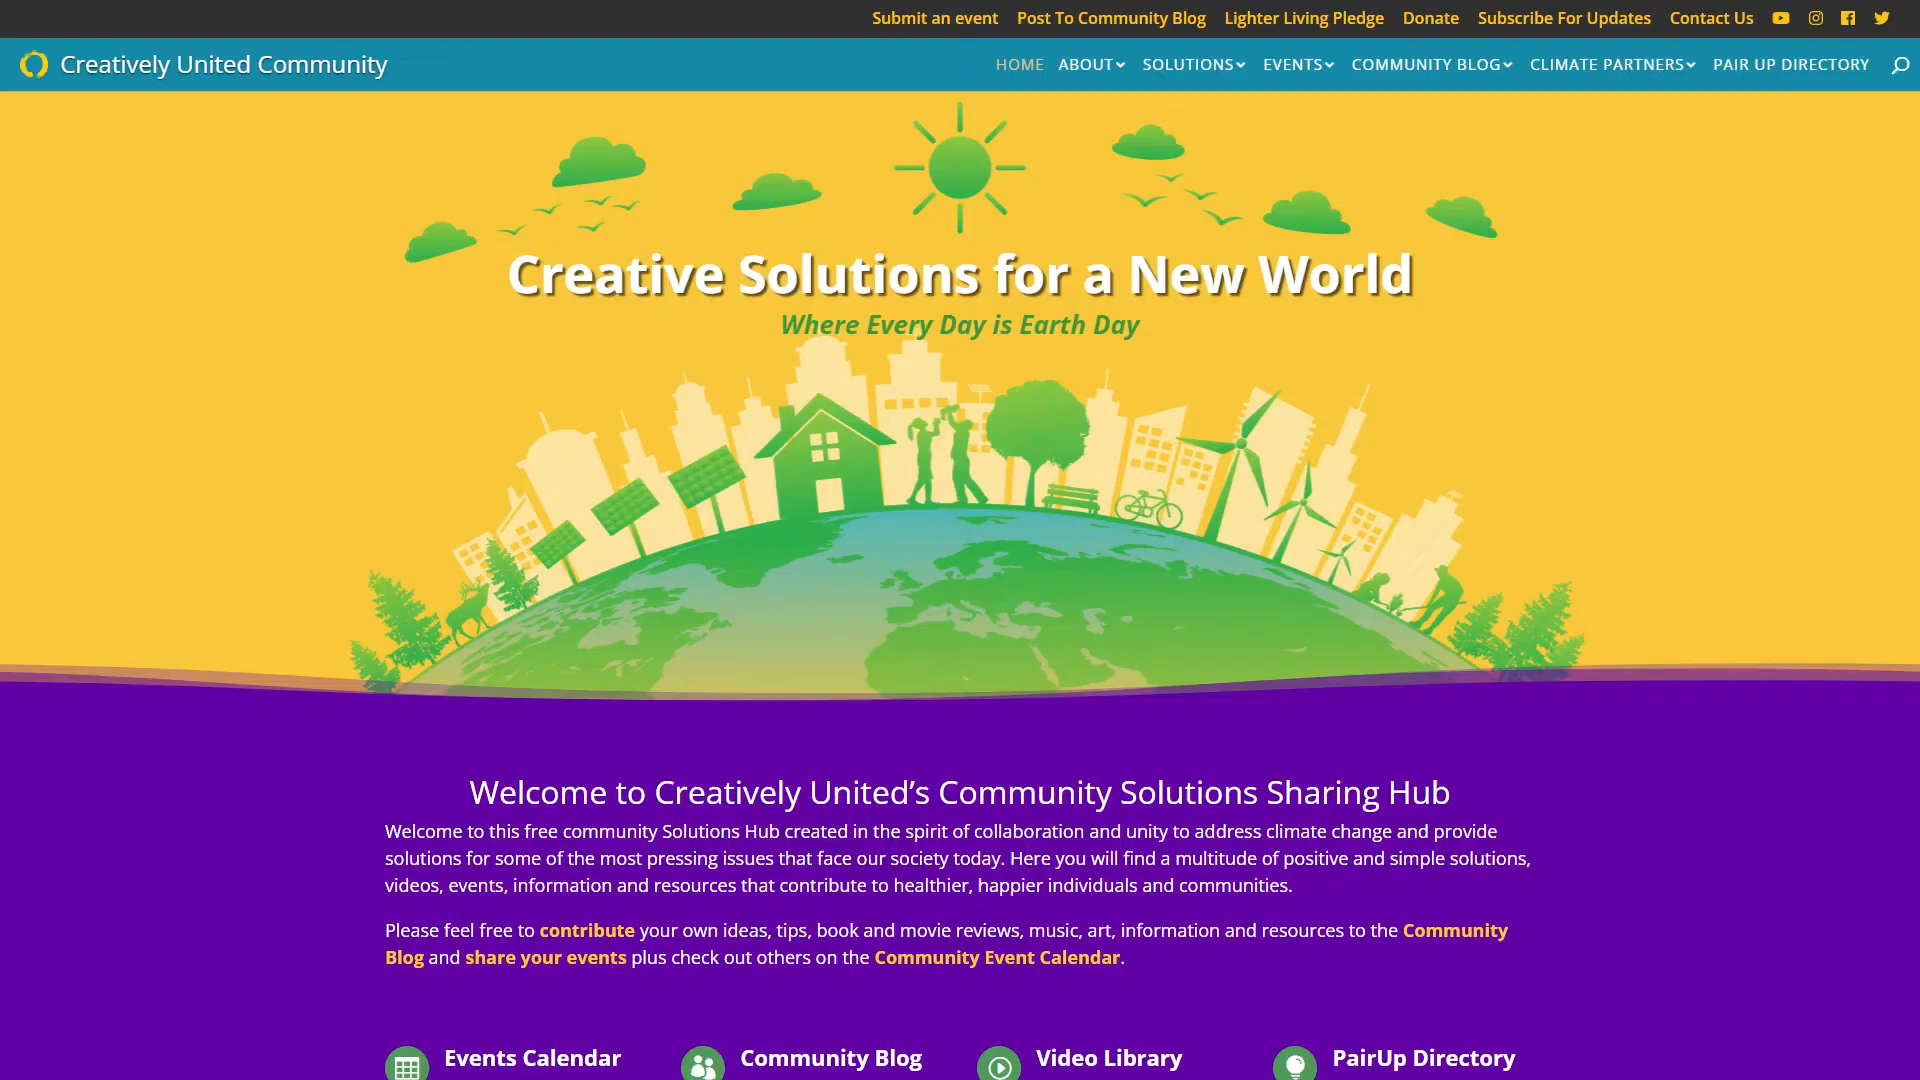 Submit an event Post To Community Blog Lighter Living Pledge Donate Subscribe For Updates Contact Us
Creatively United Community
HOME ABOUT SOLUTIONS EVENTS COMMUNITY BLOG CLIMATE PARTNERS PAIR UP DIRECTORY
Creative Solutions for a New World
Where Every Day is Earth Day
Welcome to Creatively United’s Community Solutions Sharing Hub
Welcome to this free community Solutions Hub created in the spirit of collaboration and unity to address climate change and provide
solutions for some of the most pressing issues that face our society today. Here you will find a multitude of positive and simple solutions,
videos, events, information and resources that contribute to healthier, happier individuals and communities.
Please feel free to contribute your own ideas, tips, book and movie reviews, music, art, information and resources to the Community
Blog and share your events plus check out others on the Community Event Calendar.
Events Calendar Community Blog Video Library PairUp Directory